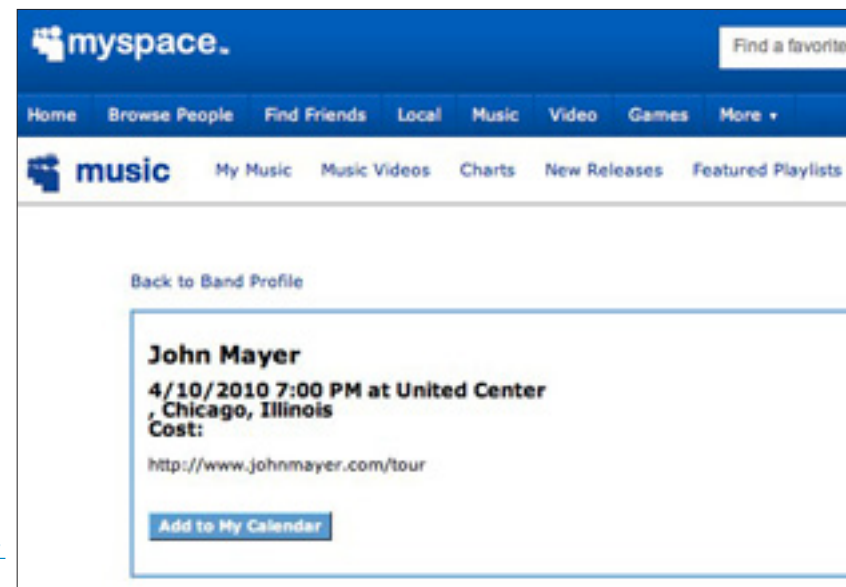 myspace.
Find a favorite
Home Browse People Find Friends Local Music Video Games More
music My Music Music Videos Charts New Releases Featured Playlists
Back to Band Profile
John Mayer
4/10/2010 7:00 PM at United Center
, Chicago, Illinois
Cost:
http://www.johnmayer.com/tour
Add to My Calendar